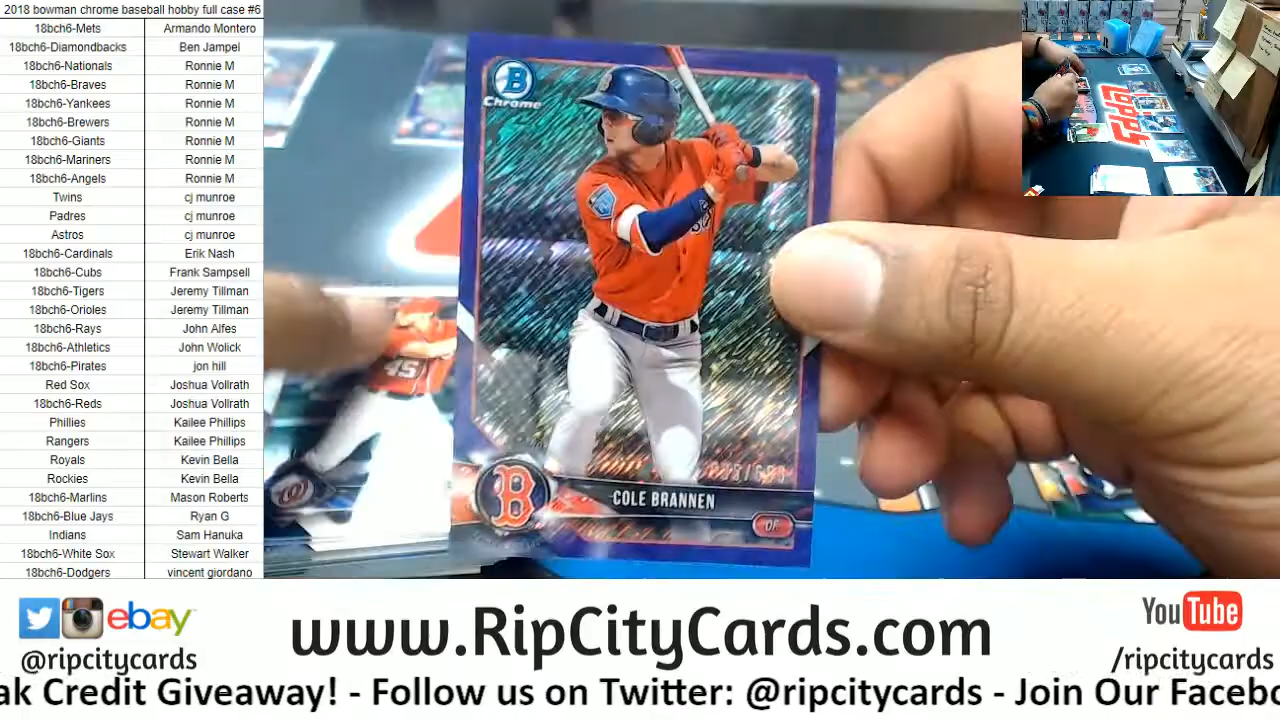 2018 bowman chrome baseball hobby full case #6
18bch6-Mets Armando Montero
18bch6-Diamondbacks Ben Jampel
18bch6-Nationals Ronnie M
18bch6-Braves Ronnie M
18bch6-Yankees Ronnie M
18bch6-Brewers Ronnie M
18bch6-Giants Ronnie M
18bch6-Mariners Ronnie M
18bch6-Angels Ronnie M
Twins cj munroe
Padres cj munroe
Astros cj munroe
18bch6-Cardinals Erik Nash
18bch6-Cubs Frank Sampsell
18bch6-Tigers Jeremy Tillman
18bch6-Orioles Jeremy Tillman
18bch6-Rays John Alfes
18bch6-Athletics John Wolick
18bch6-Pirates jon hill
Red Sox Joshua Vollrath
18bch6-Reds Joshua Vollrath
Phillies Kailee Phillips
Rangers Kailee Phillips
Royals Kevin Bella
Rockies Kevin Bella
18bch6-Marlins Mason Roberts
18bch6-Blue Jays Ryan G
Indians Sam Hanuka
18bch6-White Sox Stewart Walker
18bch6-Dodgers vincent giordano
B
Chrome
45
B
COLE BRANNEN
OF
Topps
ebay
@ripcitycards
www.RipCityCards.com
YouTube
/ripcitycards
ak Credit Giveaway! - Follow us on Twitter: @ripcitycards - Join Our Facebo